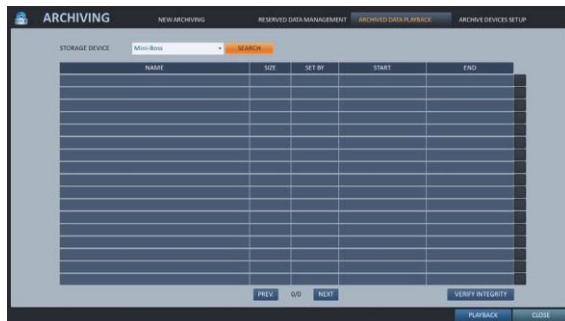 ARCHIVING NEW ARCHIVING RESERVED DATA MANAGEMENT ARCHIVED DATA PLAYBACK ARCHIVE DEVICES SETUP
STORAGE DEVICE Mini-Boss SEARCH
NAME SIZE SET BY START END
PREV. 0/0 NEXT VERIFY INTEGRITY
PLAYBACK CLOSE